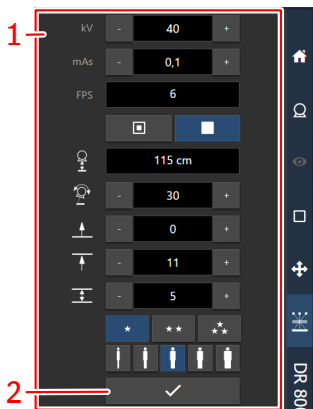 1
kV - 40 +
mAs - 0,1 +
FPS 6
115 cm
- 30 +
- 0 +
- 11 +
- 5 +
2
DR 80